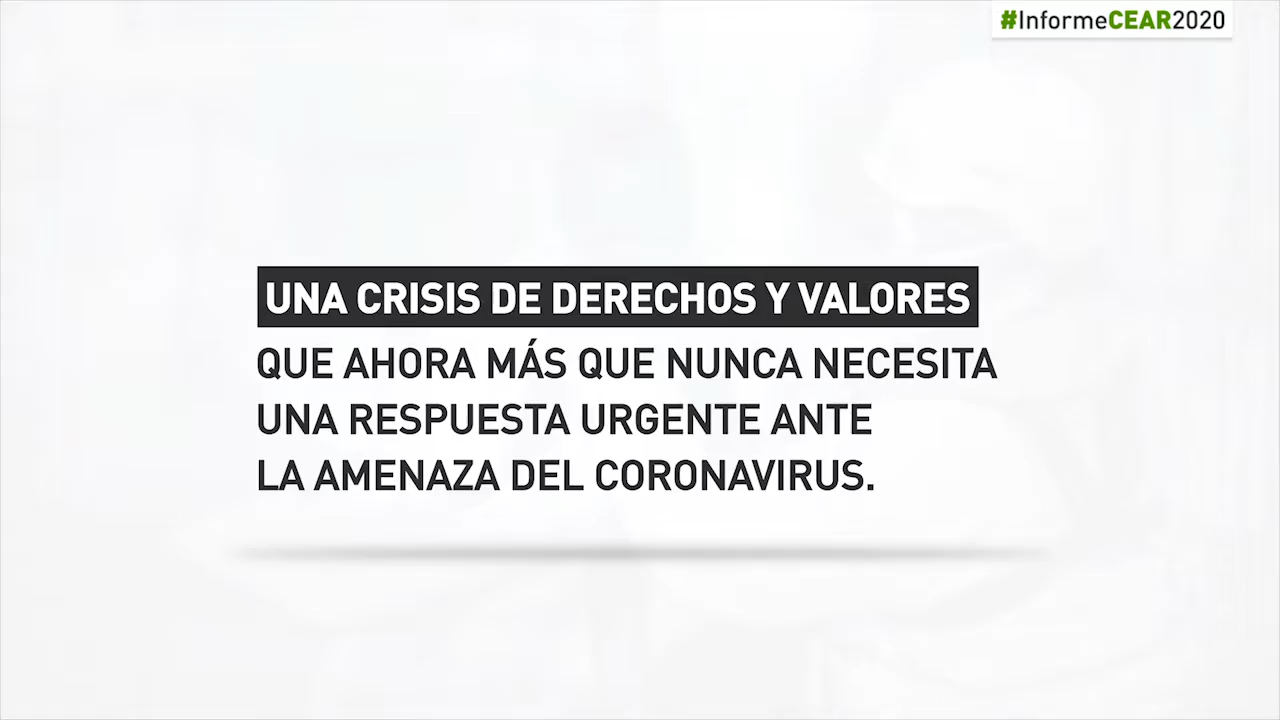 #InformeCEAR2020
UNA CRISIS DE DERECHOS Y VALORES
QUE AHORA MÁS QUE NUNCA NECESITA
UNA RESPUESTA URGENTE ANTE
LA AMENAZA DEL CORONAVIRUS.